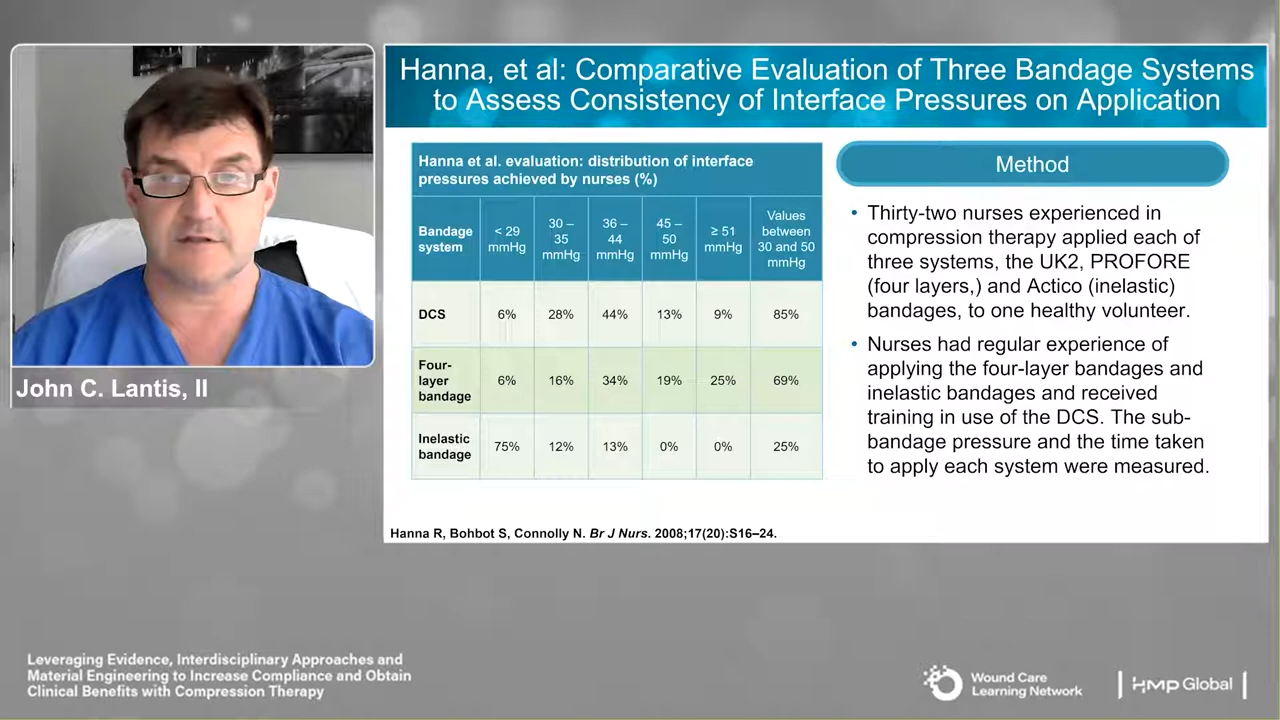 Hanna, et al: Comparative Evaluation of Three Bandage Systems
to Assess Consistency of Interface Pressures on Application
John C. Lantis, II
Hanna et al. evaluation: distribution of interface
pressures achieved by nurses (%)
Bandage
system
< 29
mmHg
30 –
35
mmHg
36 –
44
mmHg
45 –
50
mmHg
≥ 51
mmHg
Values
between
30 and 50
mmHg
DCS
6%
28%
44%
13%
9%
85%
Four-
layer
bandage
6%
16%
34%
19%
25%
69%
Inelastic
bandage
75%
12%
13%
0%
0%
25%
Method
• Thirty-two nurses experienced in
compression therapy applied each of
three systems, the UK2, PROFORE
(four layers,) and Actico (inelastic)
bandages, to one healthy volunteer.
• Nurses had regular experience of
applying the four-layer bandages and
inelastic bandages and received
training in use of the DCS. The sub-
bandage pressure and the time taken
to apply each system were measured.
Hanna R, Bohbot S, Connolly N. Br J Nurs. 2008;17(20):S16–24.
Leveraging Evidence, Interdisciplinary Approaches and
Material Engineering to Increase Compliance and Obtain
Clinical Benefits with Compression Therapy
Wound Care
Learning Network
HMP Global